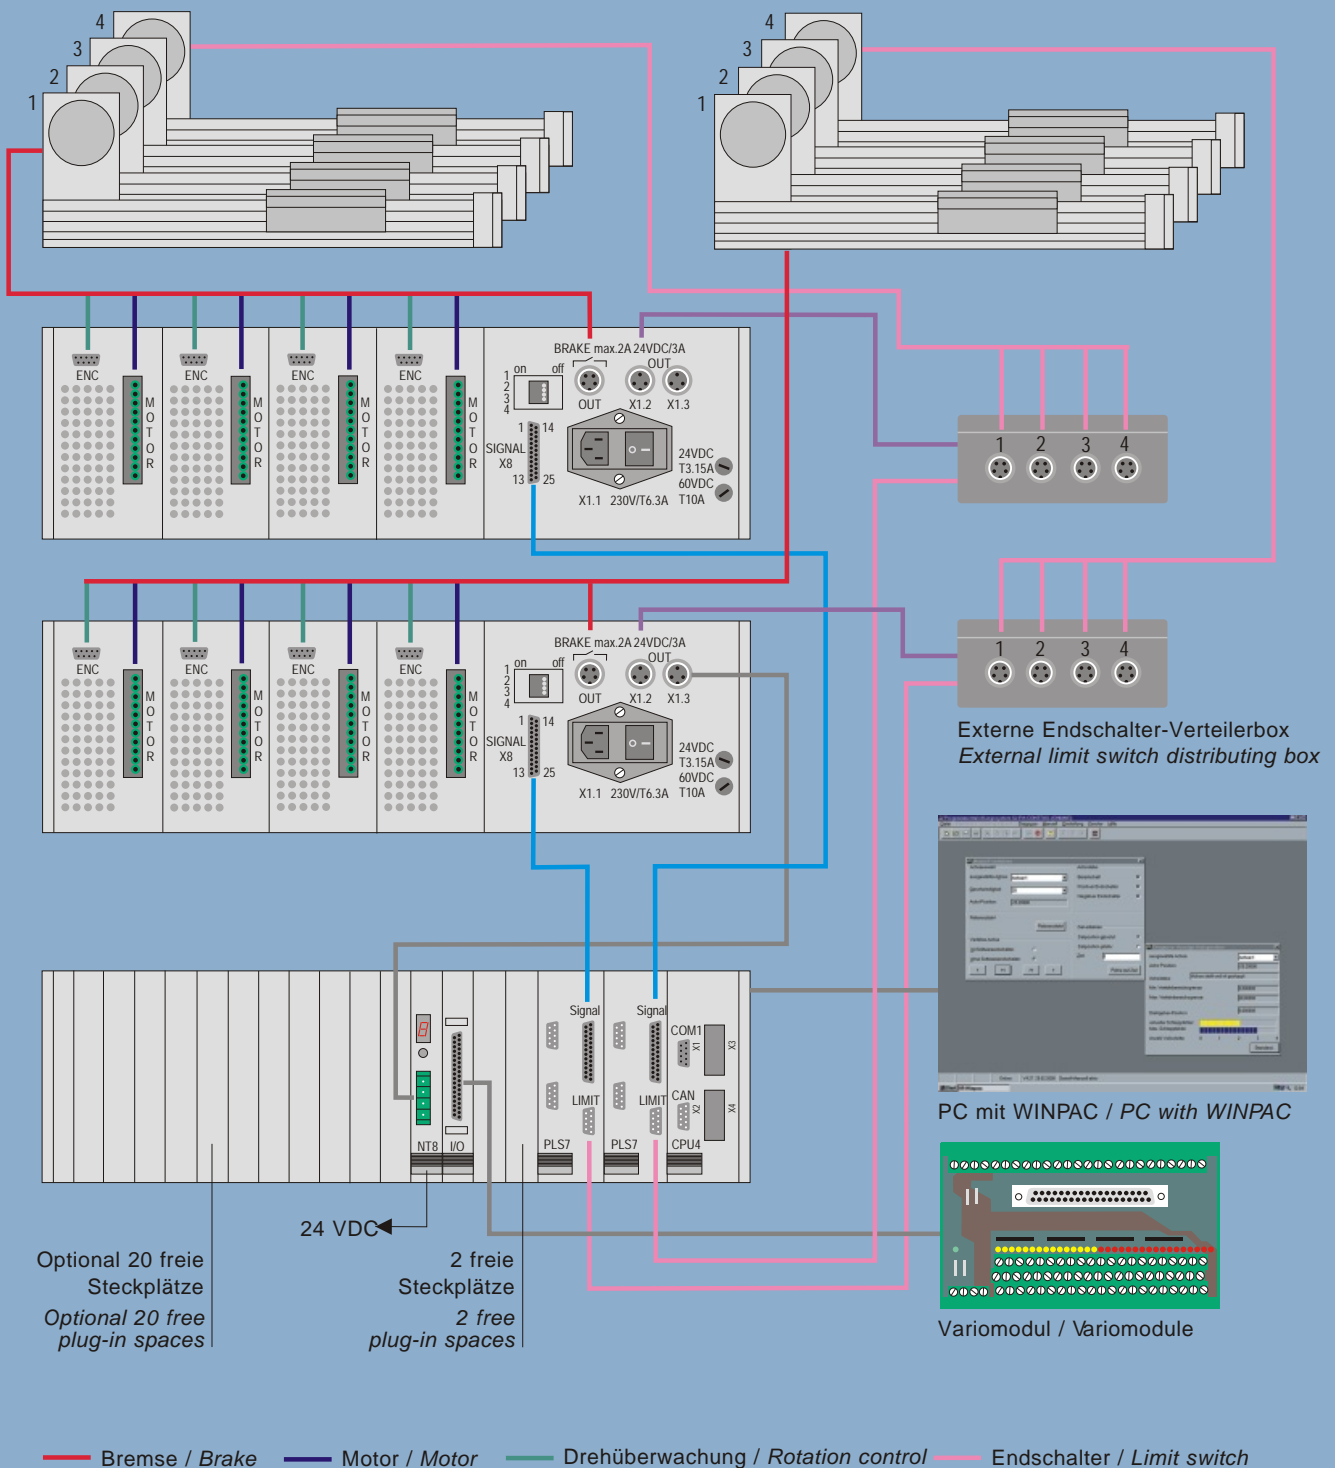 4
3
2
1
4
3
2
1
BRAKE max.2A 24VDC/3A
OUT
on off
1
2
3
4
OUT X1.2 X1.3
ENC MOTOR ENC MOTOR ENC MOTOR ENC MOTOR
1 14
SIGNAL
X8
13 25
24VDC
T3.15A
60VDC
T10A
X1.1 230V/T6.3A
1 2 3 4
BRAKE max.2A 24VDC/3A
OUT
on off
1
2
3
4
OUT X1.2 X1.3
ENC MOTOR ENC MOTOR ENC MOTOR ENC MOTOR
1 14
SIGNAL
X8
13 25
24VDC
T3.15A
60VDC
T10A
X1.1 230V/T6.3A
1 2 3 4
Externe Endschalter-Verteilerbox
External limit switch distributing box
PC mit WINPAC / PC with WINPAC
Signal Signal
COM1
X1 X3
LIMIT LIMIT
CAN
X2 X4
8
NT8 I/O PLS7 PLS7 CPU4
24 VDC
Optional 20 freie
Steckplätze
Optional 20 free
plug-in spaces
2 freie
Steckplätze
2 free
plug-in spaces
Variomodul / Variomodule
Bremse / Brake Motor / Motor Drehüberwachung / Rotation control Endschalter / Limit switch